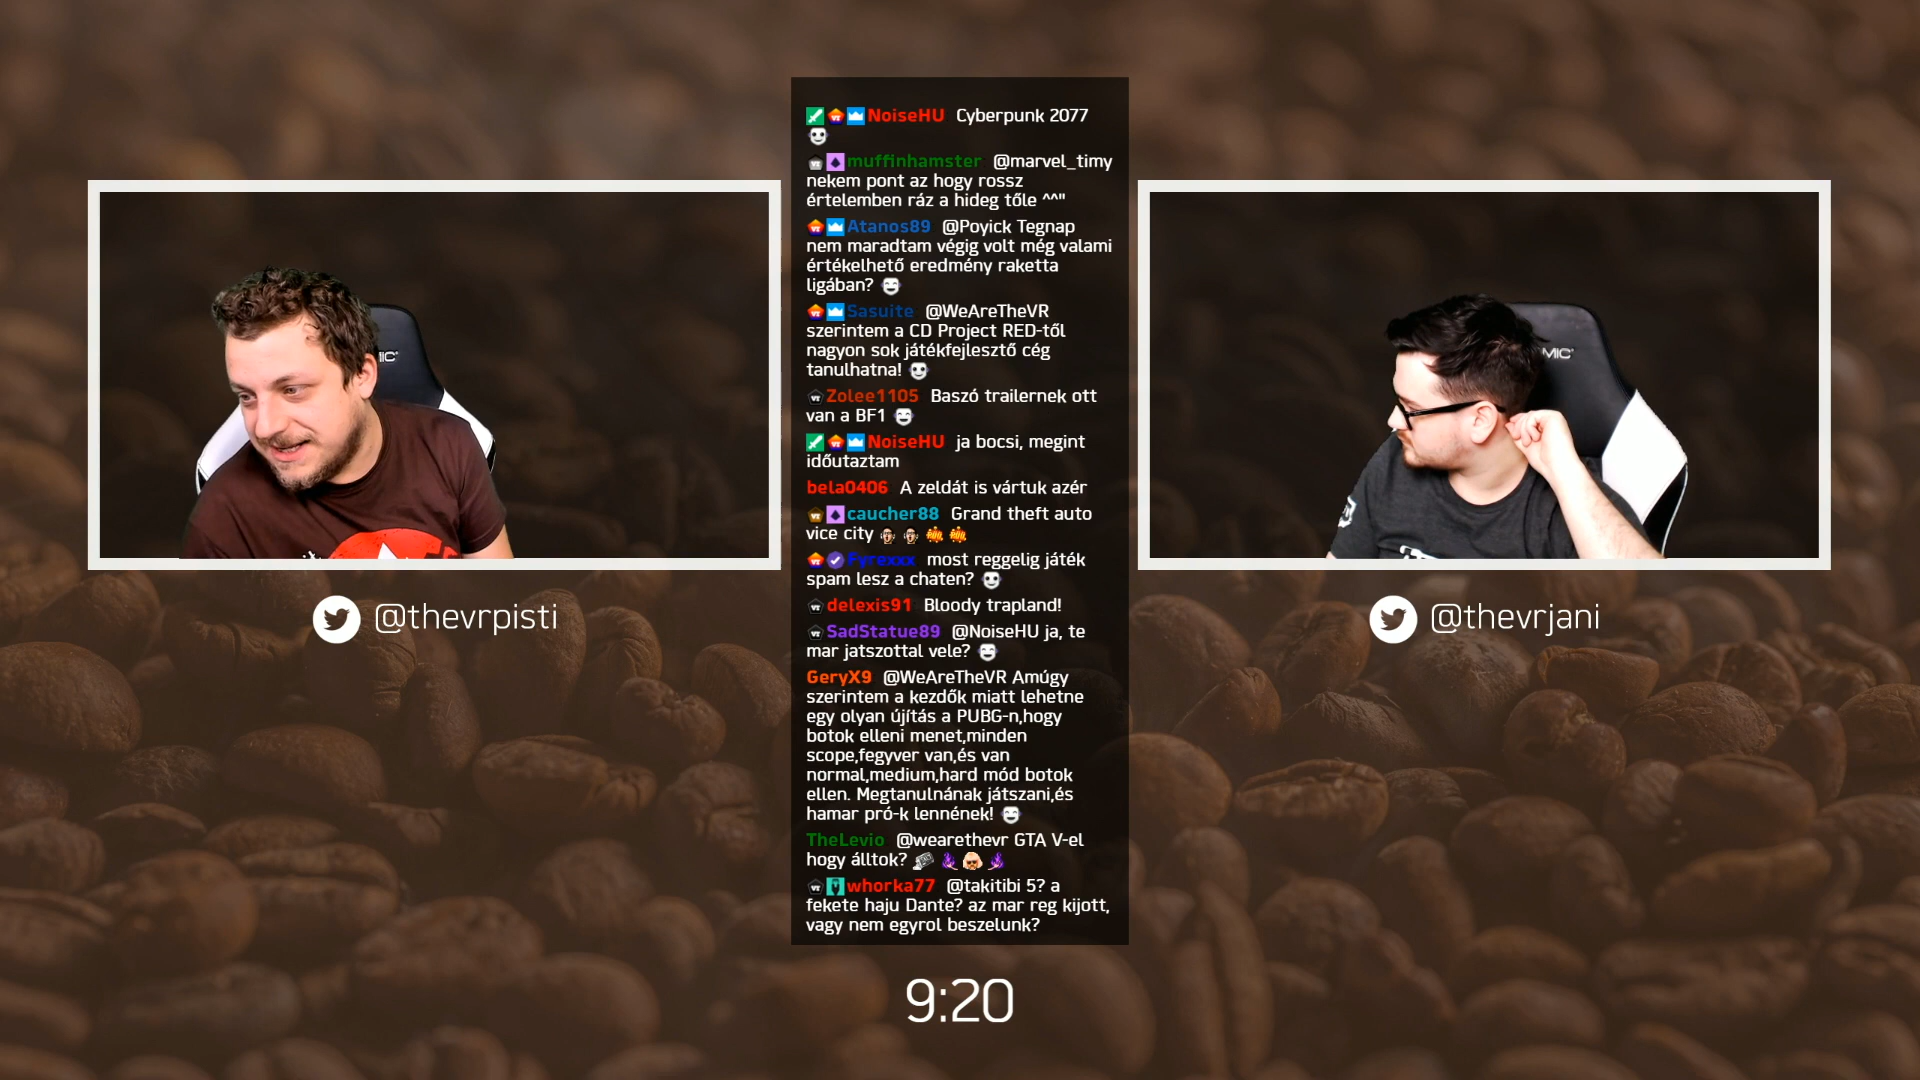 NoiseHU Cyberpunk 2077
muffinhamster @marvel_timy
nekem pont az hogy rossz
értelemben ráz a hideg tőle ^^"
Atanos89 @Poyick Tegnap
nem maradtam végig volt még valami
értékelhető eredmény raketta
ligában?
Sasuite @WeAreTheVR
szerintem a CD Project RED-től
nagyon sok játékfejlesztő cég
tanulhatna!
Zolee1105 Baszó trailernek ott
van a BF1
NoiseHU ja bocsi, megint
időutaztam
bela0406 A zeldát is vártuk azér
caucher88 Grand theft auto
vice city
Fyrexxx most reggelig játék
spam lesz a chaten?
delexis91 Bloody trapland!
SadStatue89 @NoiseHU ja, te
mar jatszottal vele?
GeryX9 @WeAreTheVR Amúgy
szerintem a kezdők miatt lehetne
egy olyan újítás a PUBG-n,hogy
botok elleni menet,minden
scope,fegyver van,és van
normal,medium,hard mód botok
ellen. Megtanulnának játszani,és
hamar pró-k lennének!
TheLevio @wearethevr GTA V-el
hogy álltok?
whorka77 @takitibi 5? a
fekete haju Dante? az mar reg kijott,
vagy nem egyrol beszelunk?
@thevrpisti
@thevrjani
9:20